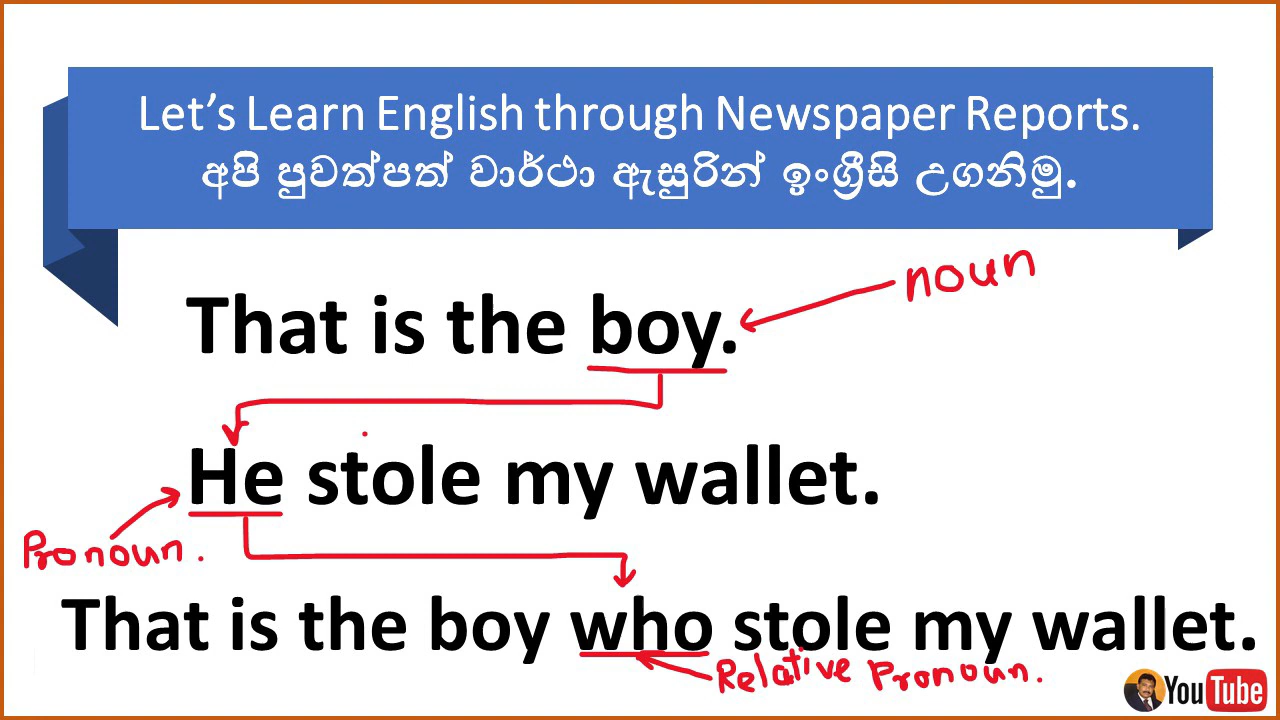 Let's Learn English through Newspaper Reports.
අපි පුවත්පත් වාර්ථා ඇසුරින් ඉංග්‍රීසි උගනිමු.
noun
That is the boy.
He stole my wallet.
Pronoun.
That is the boy who stole my wallet.
Relative Pronoun.
YouTube